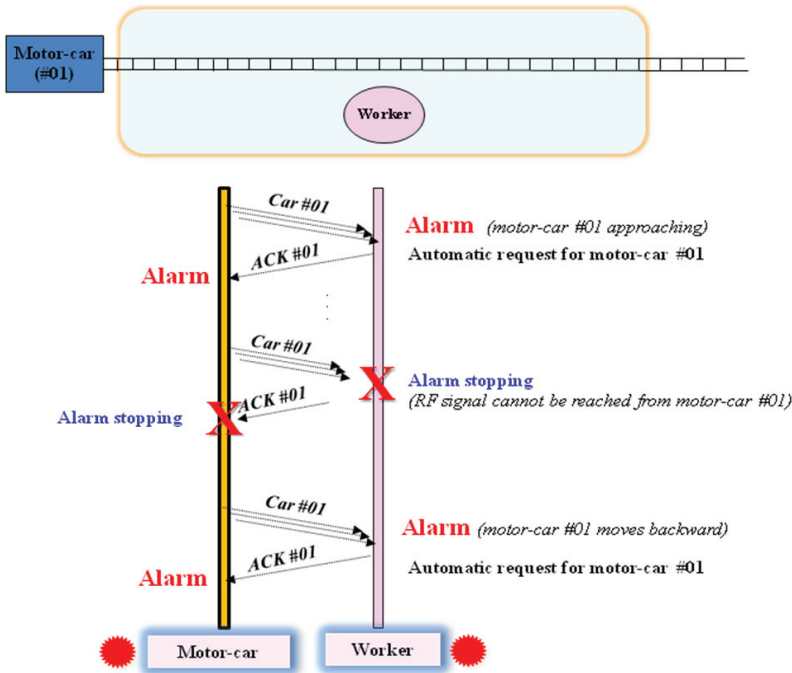 Motor-car
(#01)
Worker
Car #01
Alarm (motor-car #01 approaching)
ACK #01
Automatic request for motor-car #01
Alarm
Car #01
X
Alarm stopping
ACK #01
(RF signal cannot be reached from motor-car #01)
Alarm stopping
X
Car #01
Alarm (motor-car #01 moves backward)
ACK #01
Automatic request for motor-car #01
Alarm
Motor-car
Worker